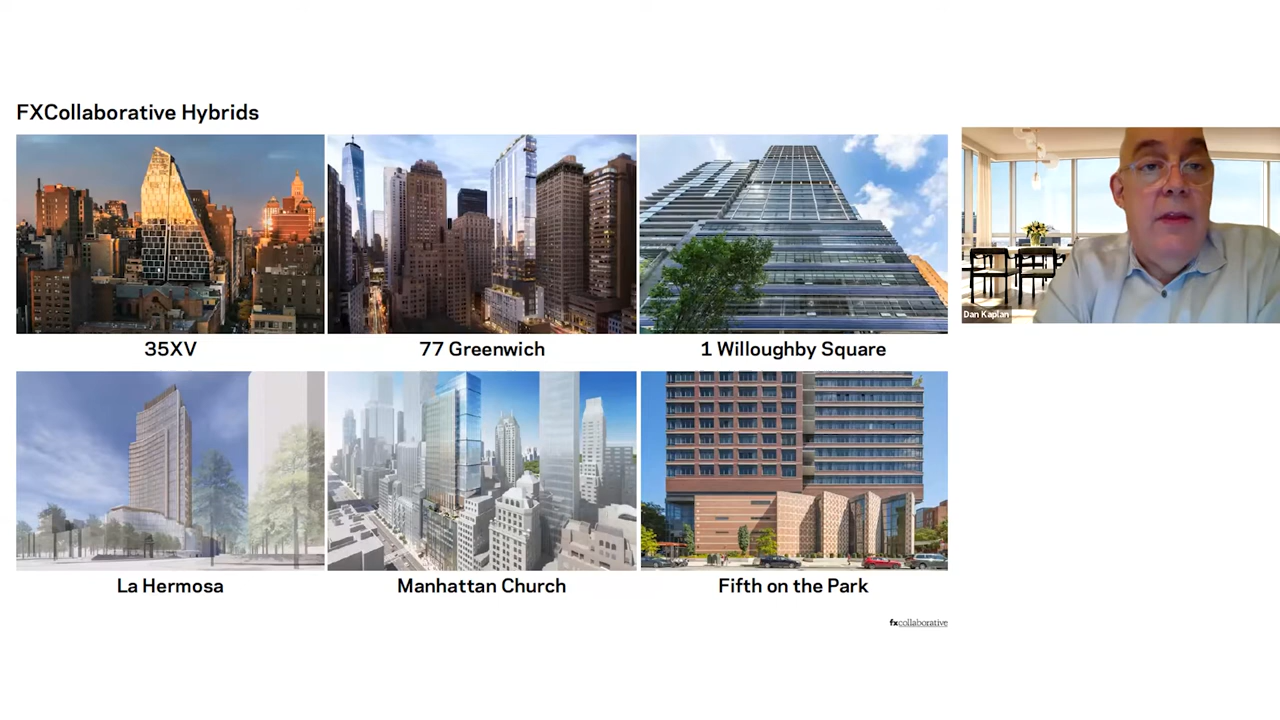 FXCollaborative Hybrids
35XV
77 Greenwich
1 Willoughby Square
Dan Kaplan
La Hermosa
Manhattan Church
Fifth on the Park
fxcollaborative